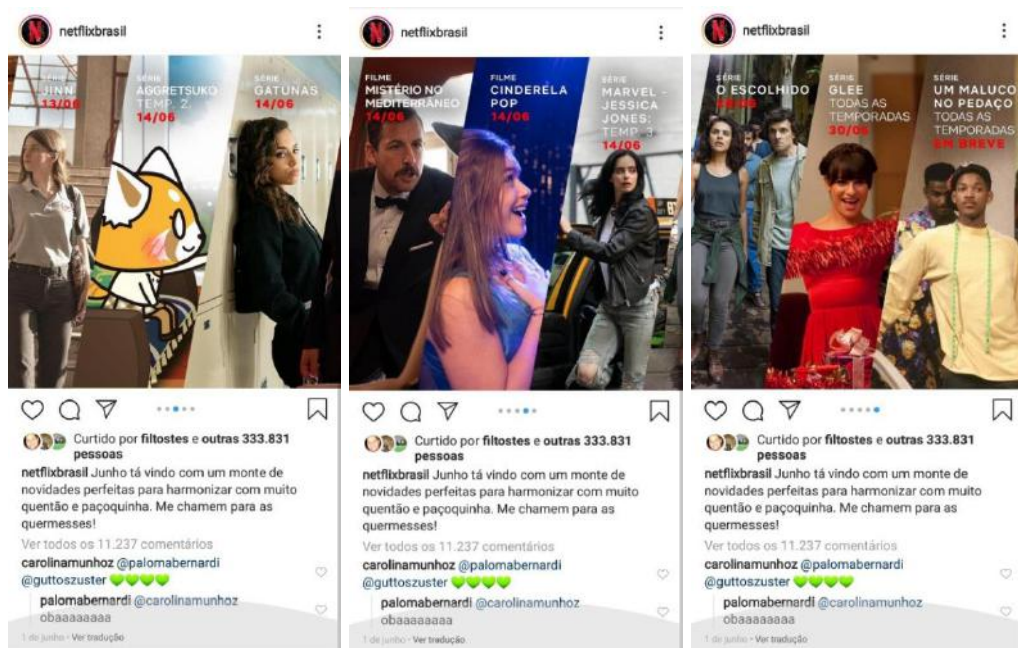 netflixbrasil
SÉRIE
JINN
13/06
SÉRIE
AGGRETSUKO
TEMP. 2
14/06
SÉRIE
GATUNAS
14/06
Curtido por filtostes e outras 333.831
pessoas
netflixbrasil Junho tá vindo com um monte de
novidades perfeitas para harmonizar com muito
quentão e paçoquinha. Me chamem para as
quermesses!
Ver todos os 11.237 comentários
carolinamunhoz @palomabernardi
@guttoszuster 💚💚💚💚
palomabernardi @carolinamunhoz
obaaaaaaaa
1 de junho • Ver tradução
netflixbrasil
FILME
MISTÉRIO NO
MEDITERRÂNEO
14/06
FILME
CINDERELA
POP
14/06
SÉRIE
MARVEL -
JESSICA
JONES:
TEMP. 3
14/06
Curtido por filtostes e outras 333.831
pessoas
netflixbrasil Junho tá vindo com um monte de
novidades perfeitas para harmonizar com muito
quentão e paçoquinha. Me chamem para as
quermesses!
Ver todos os 11.237 comentários
carolinamunhoz @palomabernardi
@guttoszuster 💚💚💚💚
palomabernardi @carolinamunhoz
obaaaaaaaa
1 de junho • Ver tradução
netflixbrasil
SÉRIE
O ESCOLHIDO
SÉRIE
GLEE
TODAS AS
TEMPORADAS
30/06
SÉRIE
UM MALUCO
NO PEDAÇO
TODAS AS
TEMPORADAS
EM BREVE
Curtido por filtostes e outras 333.831
pessoas
netflixbrasil Junho tá vindo com um monte de
novidades perfeitas para harmonizar com muito
quentão e paçoquinha. Me chamem para as
quermesses!
Ver todos os 11.237 comentários
carolinamunhoz @palomabernardi
@guttoszuster 💚💚💚💚
palomabernardi @carolinamunhoz
obaaaaaaaa
1 de junho • Ver tradução